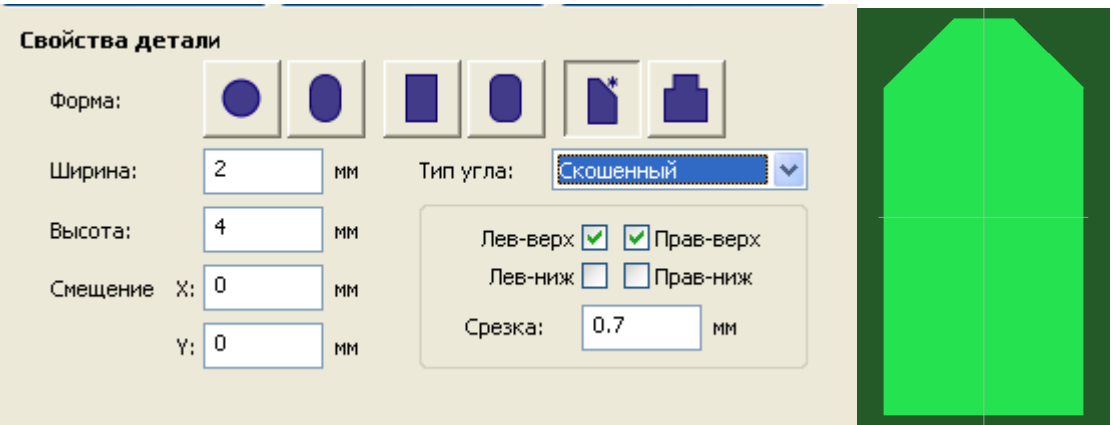 Свойства детали
Форма:
Ширина: 2 мм Тип угла: Скошенный
Высота: 4 мм
Лев-верх Прав-верх
Смещение X: 0 мм
Лев-ниж Прав-ниж
Y: 0 мм
Срезка: 0.7 мм